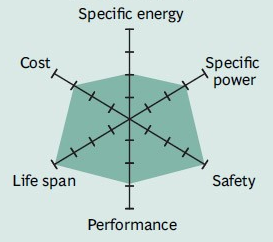 Specific energy
Cost
Specific
power
Life span
Safety
Performance